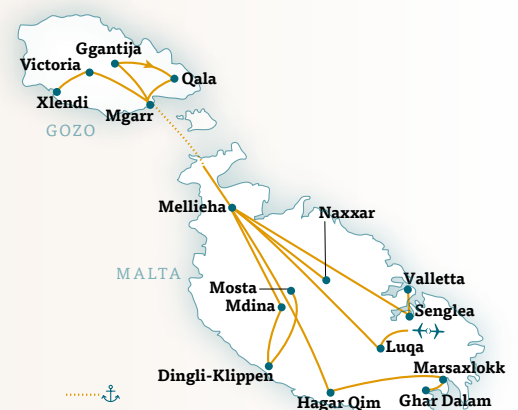 Ggantija
Victoria
Qala
Xlendi
Mgarr
GOZO
Mellieha
Naxxar
MALTA
Valletta
Mosta
Mdina
Senglea
Luqa
Marsaxlokk
Dingli-Klippen
Hagar Qim
Ghar Dalam